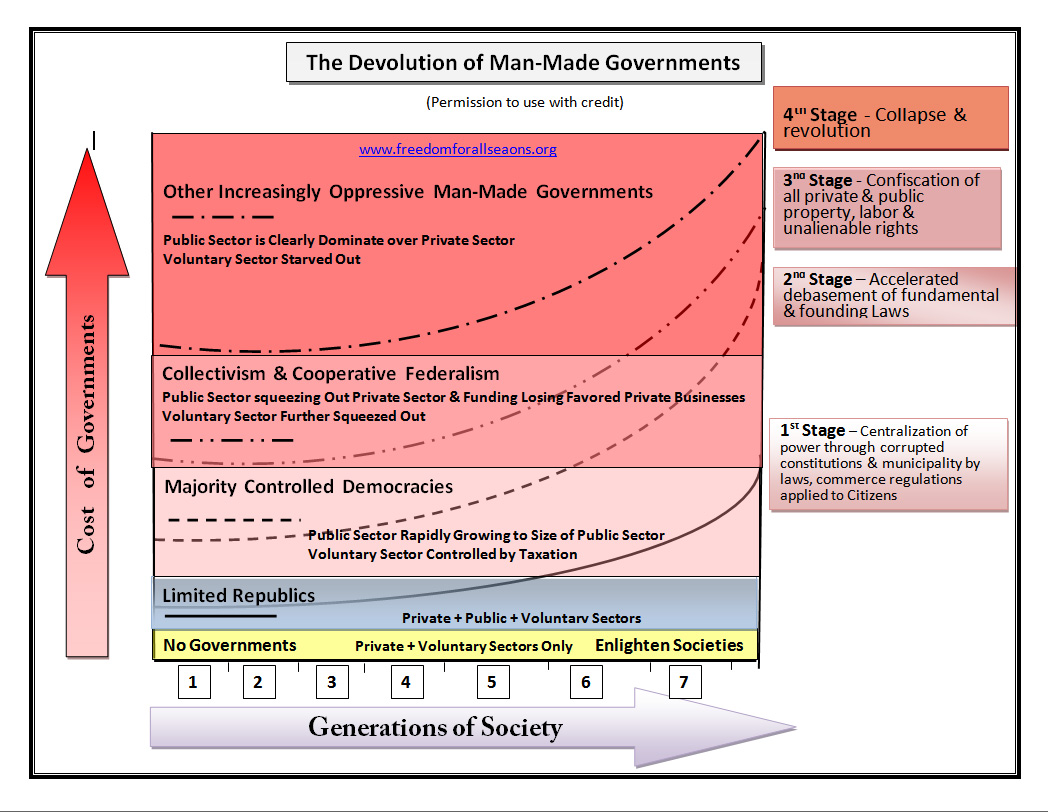 The Devolution of Man-Made Governments
(Permission to use with credit)
www.freedomforallseaons.org
Other Increasingly Oppressive Man-Made Governments
Public Sector is Clearly Dominate over Private Sector
Voluntary Sector Starved Out
Collectivism & Cooperative Federalism
Public Sector squeezing Out Private Sector & Funding Losing Favored Private Businesses
Voluntary Sector Further Squeezed Out
Majority Controlled Democracies
Public Sector Rapidly Growing to Size of Public Sector
Voluntary Sector Controlled by Taxation
Limited Republics
Private + Public + Voluntary Sectors
No Governments Private + Voluntary Sectors Only Enlighten Societies
1 2 3 4 5 6 7
Generations of Society
Cost of Governments
4th Stage - Collapse &
revolution
3nd Stage - Confiscation of
all private & public
property, labor &
unalienable rights
2nd Stage – Accelerated
debasement of fundamental
& founding Laws
1st Stage – Centralization of
power through corrupted
constitutions & municipality by
laws, commerce regulations
applied to Citizens